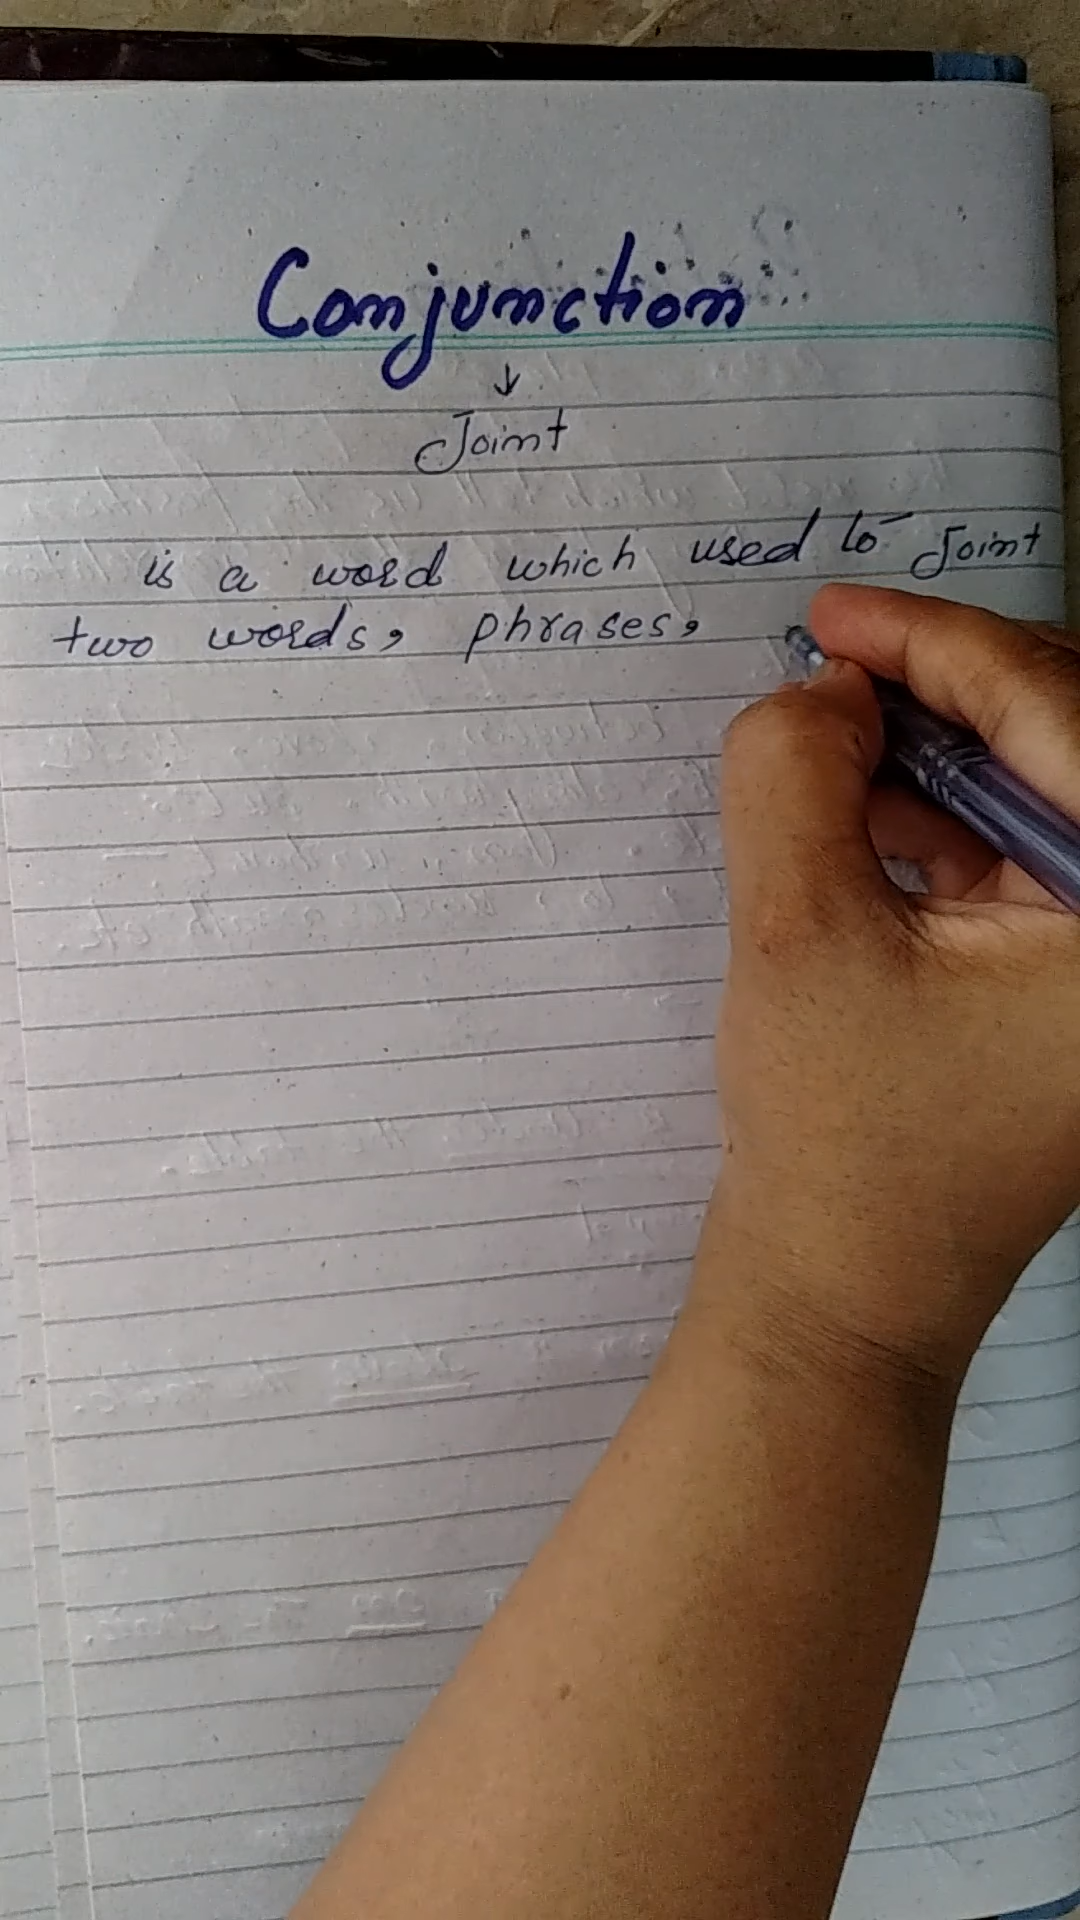 Conjunction
↓
Joint
is a word which used to Joint
two words, phrases,